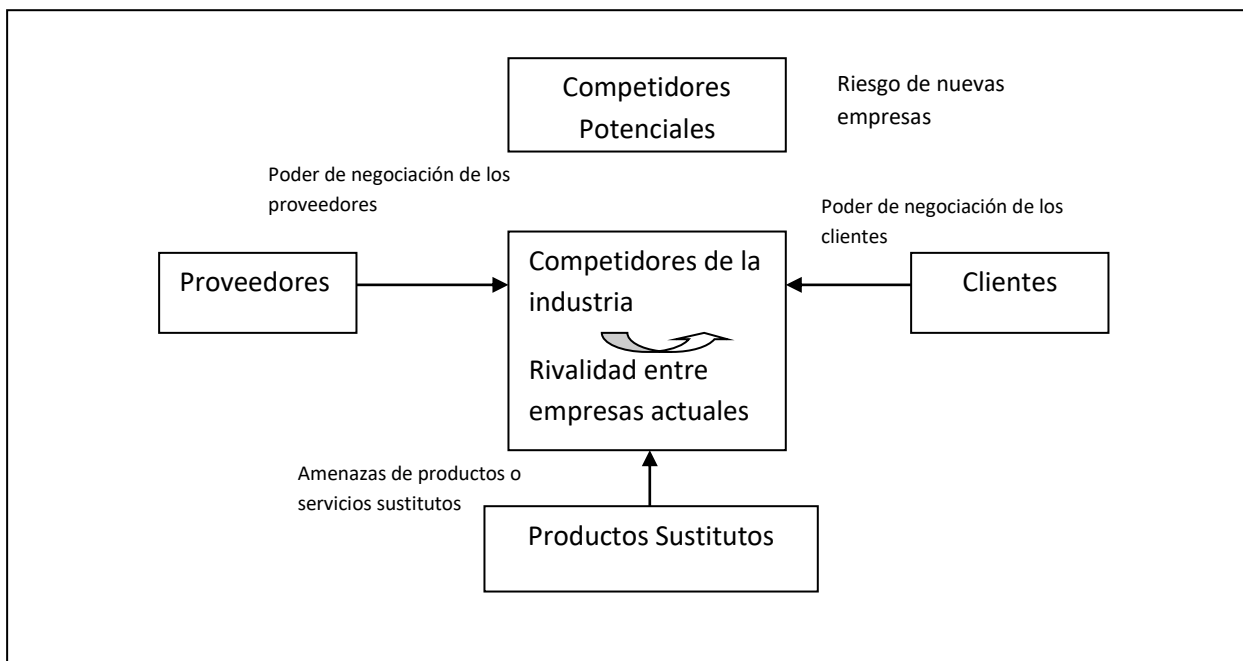 Competidores
Potenciales
Riesgo de nuevas
empresas
Poder de negociación de los
proveedores
Poder de negociación de los
clientes
Proveedores
Competidores de la
industria
Rivalidad entre
empresas actuales
Clientes
Amenazas de productos o
servicios sustitutos
Productos Sustitutos